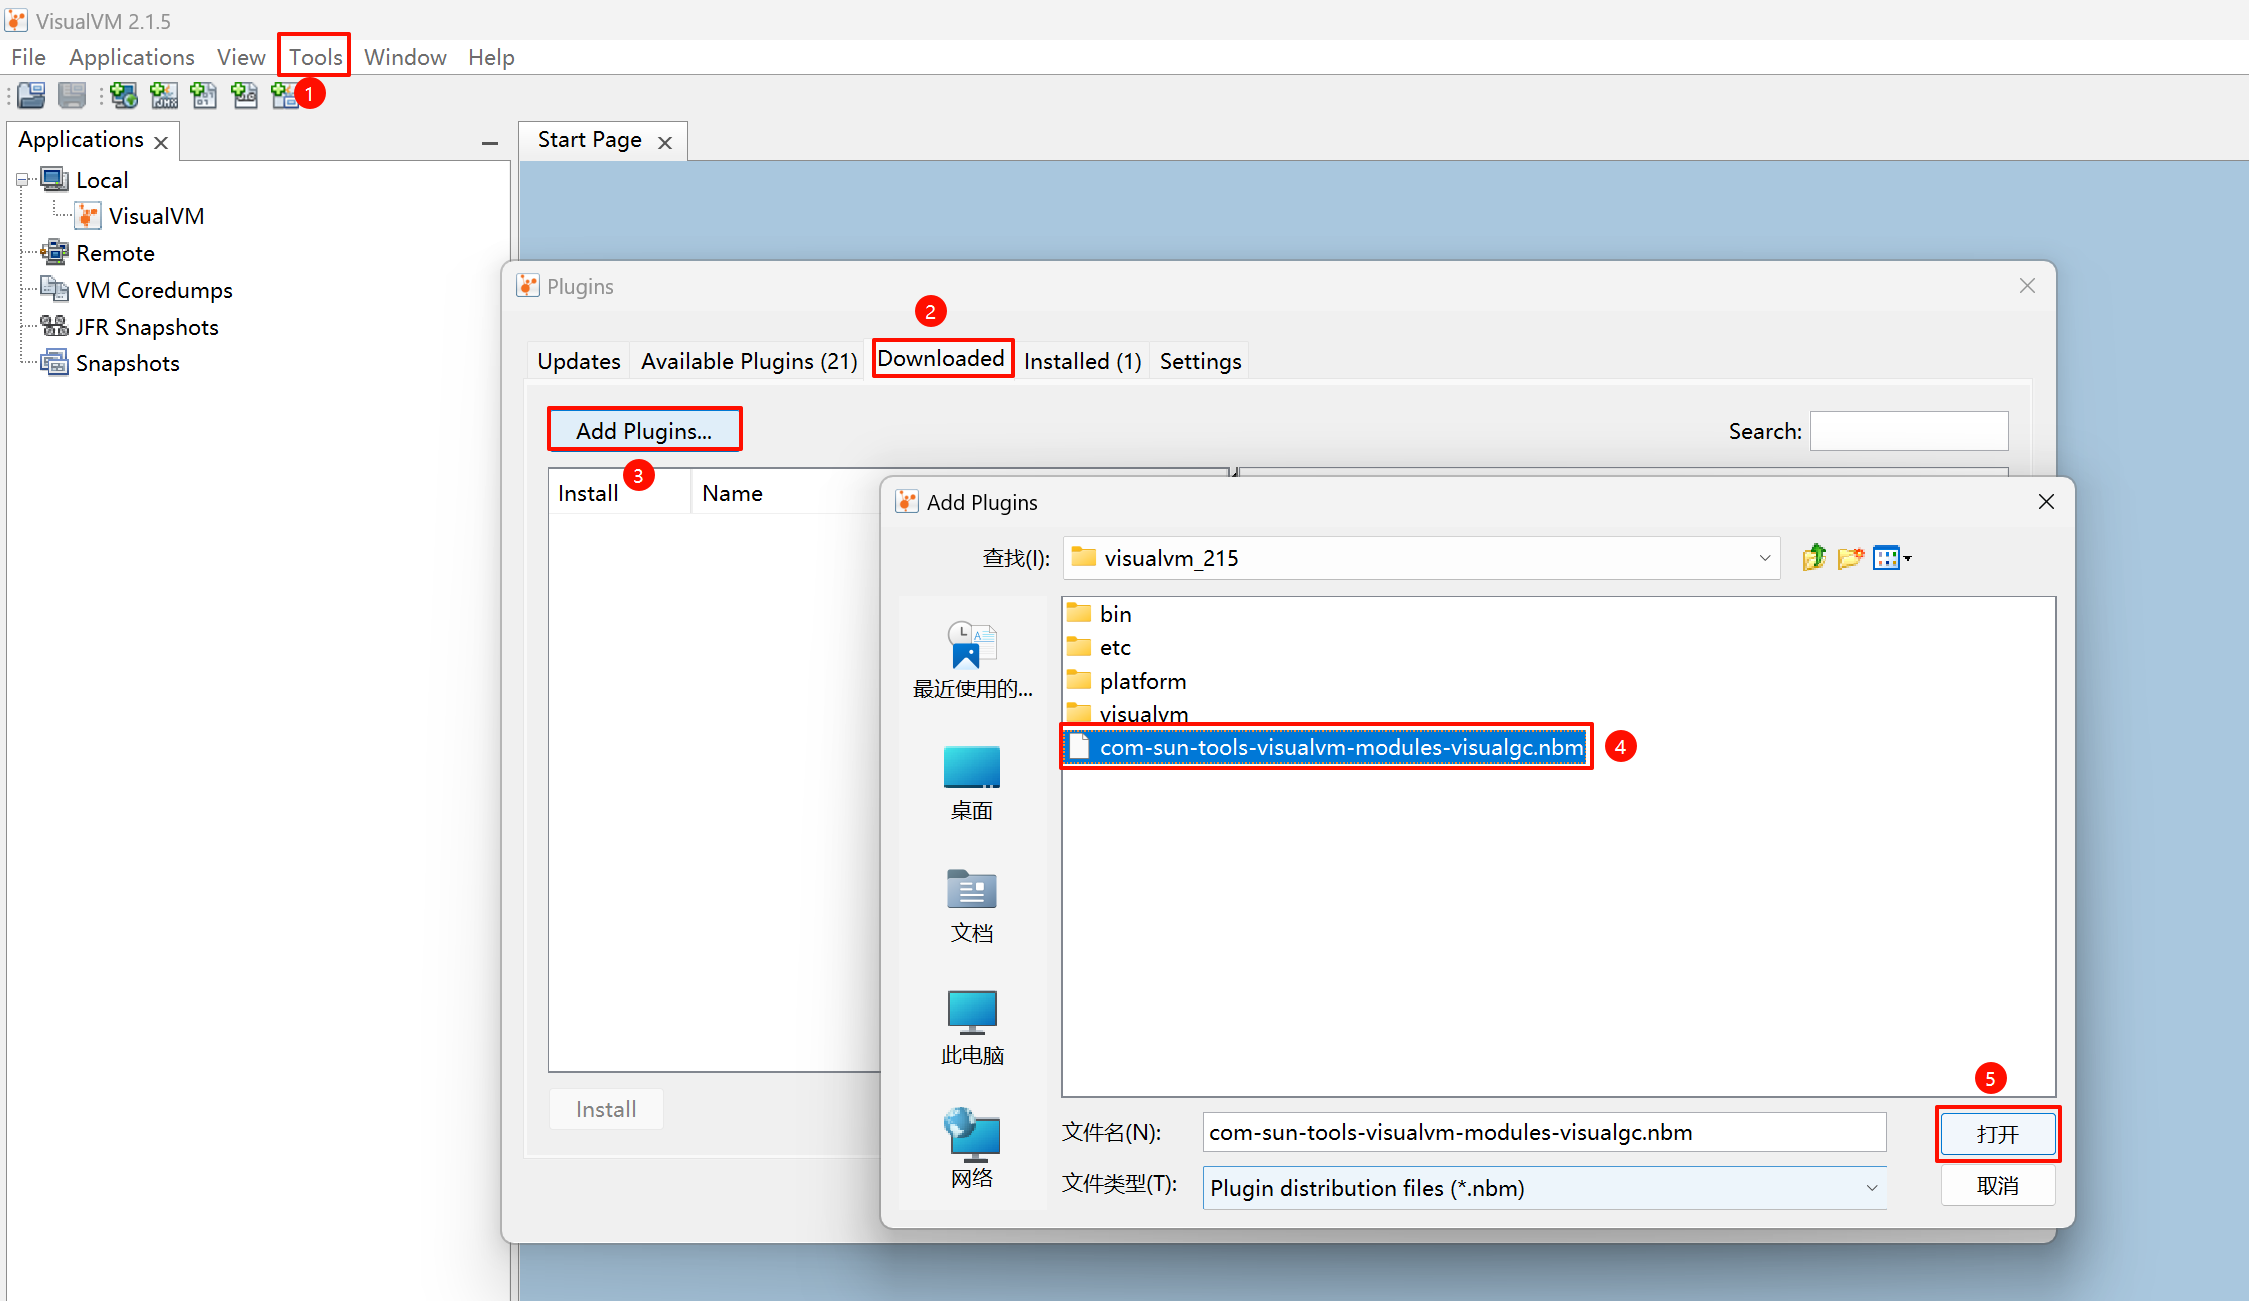 VisualVM 2.1.5
File Applications View Tools Window Help
1
Applications
Start Page
Local
VisualVM
Remote
VM Coredumps
JFR Snapshots
Snapshots
Plugins
2
Updates Available Plugins (21) Downloaded Installed (1) Settings
Add Plugins...
Search:
3
Install Name
Add Plugins
查找(I): visualvm_215
最近使用的...
桌面
文档
此电脑
网络
bin
etc
platform
visualvm
com-sun-tools-visualvm-modules-visualgc.nbm
4
5
Install
文件名(N): com-sun-tools-visualvm-modules-visualgc.nbm
打开
文件类型(T): Plugin distribution files (*.nbm)
取消